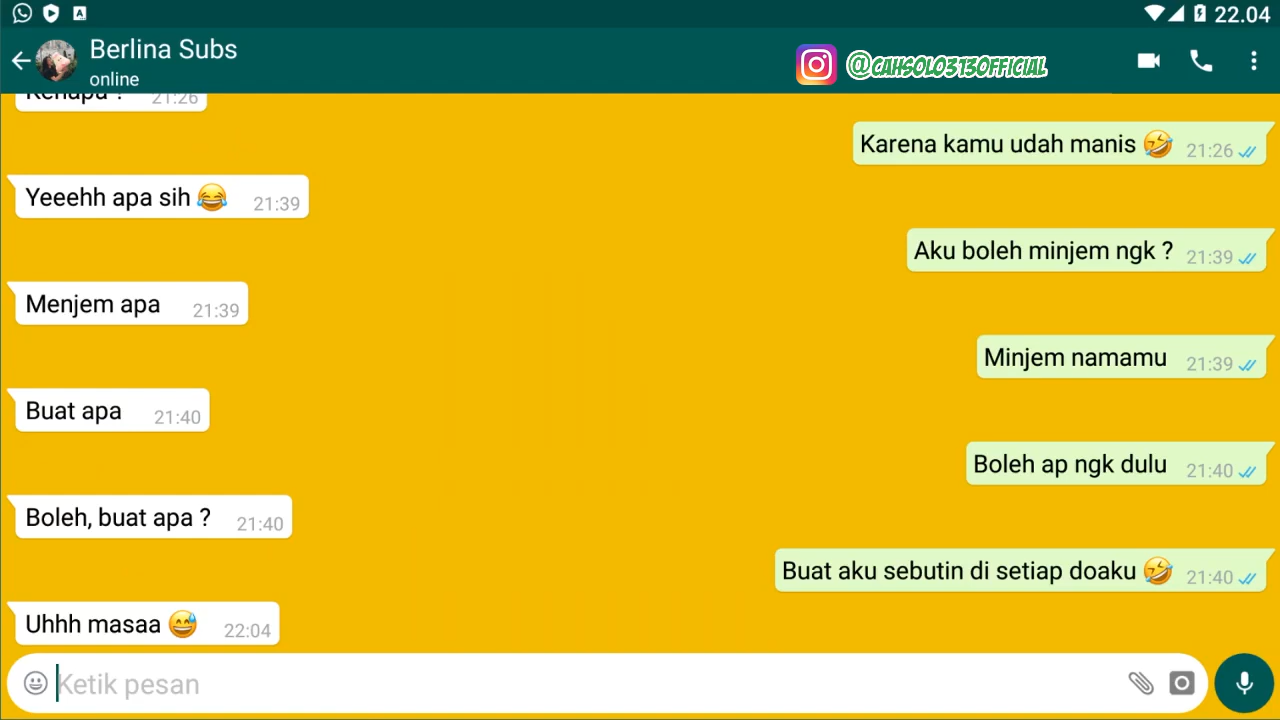 22.04
Berlina Subs
online
@CAHSOLO313OFFICIAL
Kenapa ? 21:26
Karena kamu udah manis 🤣 21:26
Yeeehh apa sih 😂 21:39
Aku boleh minjem ngk ? 21:39
Menjem apa 21:39
Minjem namamu 21:39
Buat apa 21:40
Boleh ap ngk dulu 21:40
Boleh, buat apa ? 21:40
Buat aku sebutin di setiap doaku 🤣 21:40
Uhhh masaa 😅 22:04
Ketik pesan